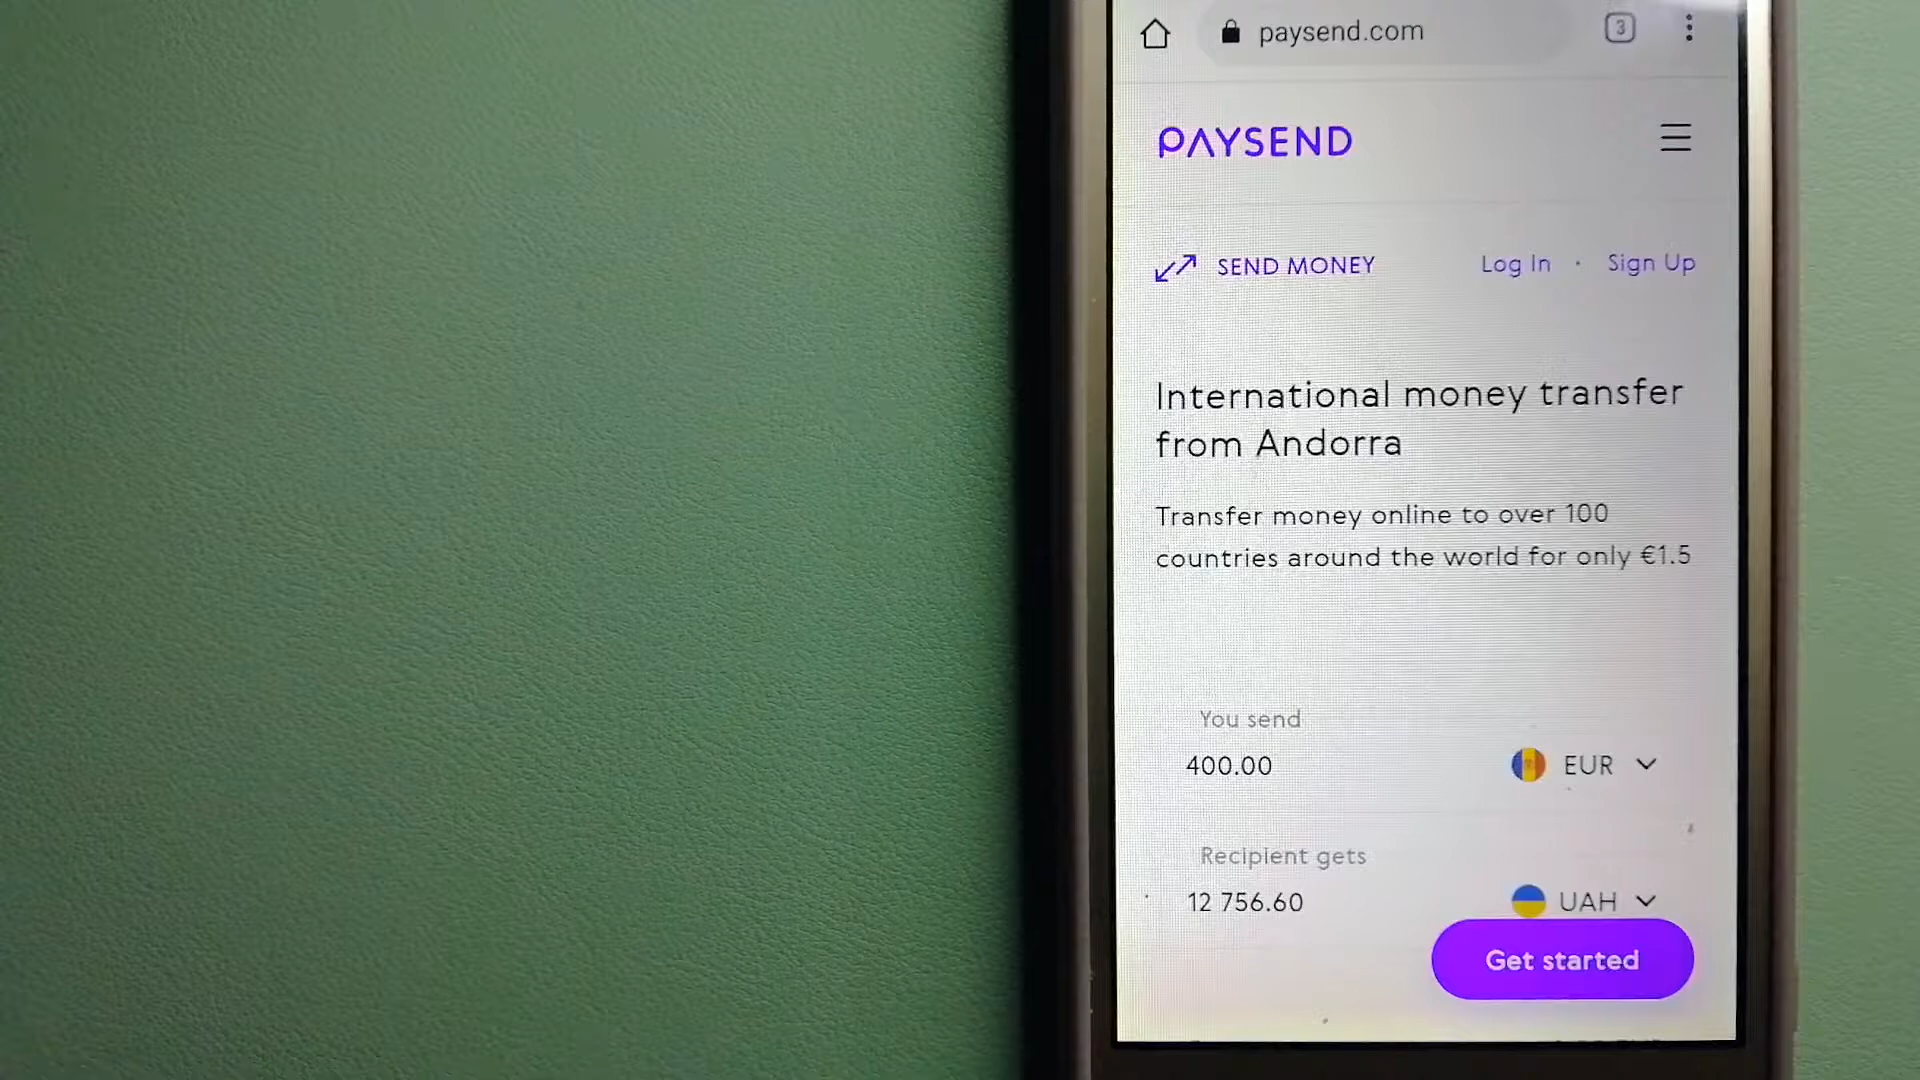 3
paysend.com
PAYSEND
SEND MONEY
Log In · Sign Up
International money transfer
from Andorra
Transfer money online to over 100
countries around the world for only €1.5
You send
400.00
EUR
Recipient gets
12 756.60
UAH
Get started